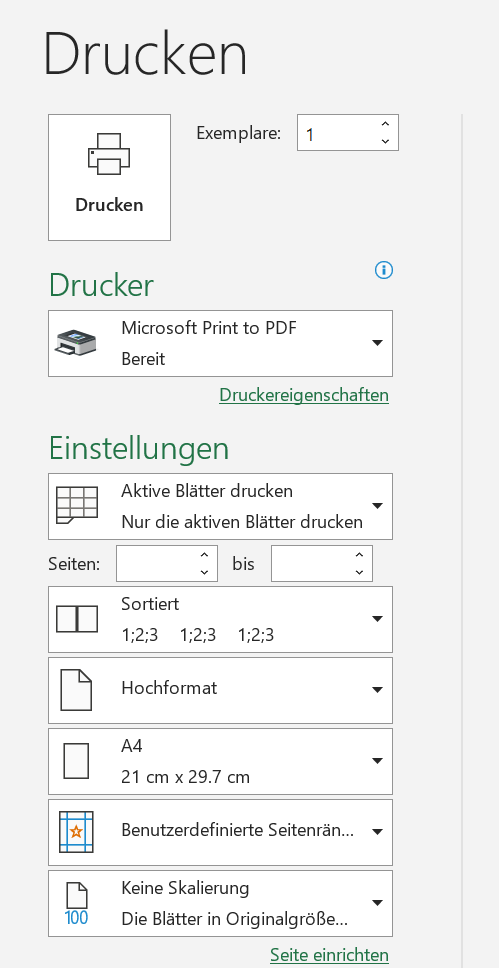 Drucken
Drucken
Exemplare:
1
Drucker
Microsoft Print to PDF
Bereit
Druckereigenschaften
Einstellungen
Aktive Blätter drucken
Nur die aktiven Blätter drucken
Seiten:
bis
Sortiert
1;2;3 1;2;3 1;2;3
Hochformat
A4
21 cm x 29.7 cm
Benutzerdefinierte Seitenrän...
100
Keine Skalierung
Die Blätter in Originalgröße...
Seite einrichten